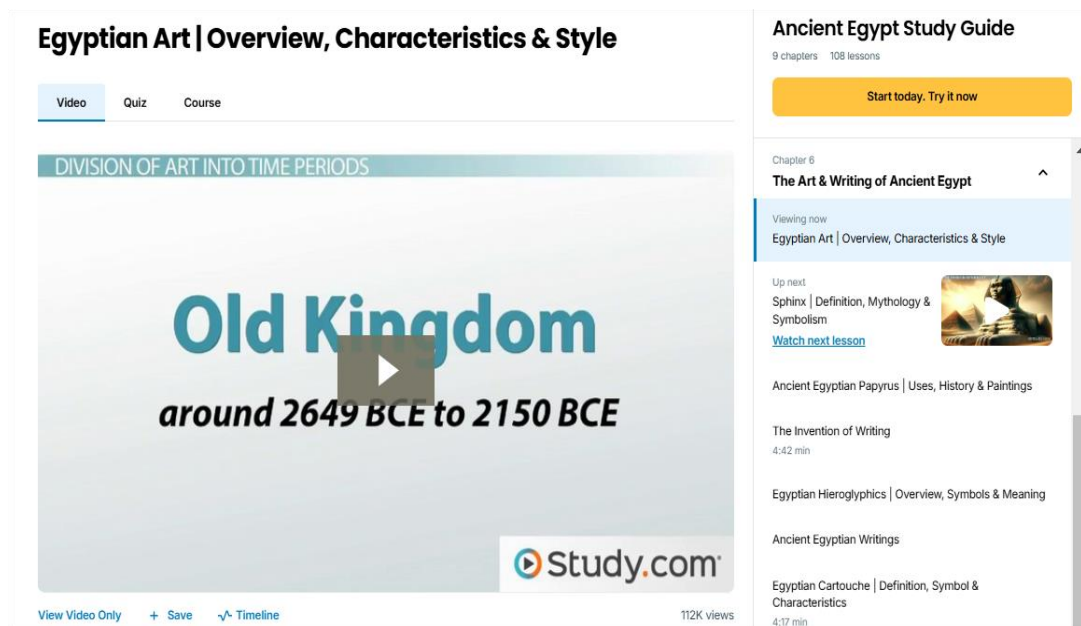 Egyptian Art | Overview, Characteristics & Style
Video
Quiz
Course
DIVISION OF ART INTO TIME PERIODS
Old Kingdom
around 2649 BCE to 2150 BCE
Study.com
View Video Only
+ Save
Timeline
112K views
Ancient Egypt Study Guide
9 chapters 108 lessons
Start today. Try it now
Chapter 6
The Art & Writing of Ancient Egypt
Viewing now
Egyptian Art | Overview, Characteristics & Style
Up next
Sphinx | Definition, Mythology &
Symbolism
Watch next lesson
Ancient Egyptian Papyrus | Uses, History & Paintings
The Invention of Writing
4:42 min
Egyptian Hieroglyphics | Overview, Symbols & Meaning
Ancient Egyptian Writings
Egyptian Cartouche | Definition, Symbol &
Characteristics
4:17 min